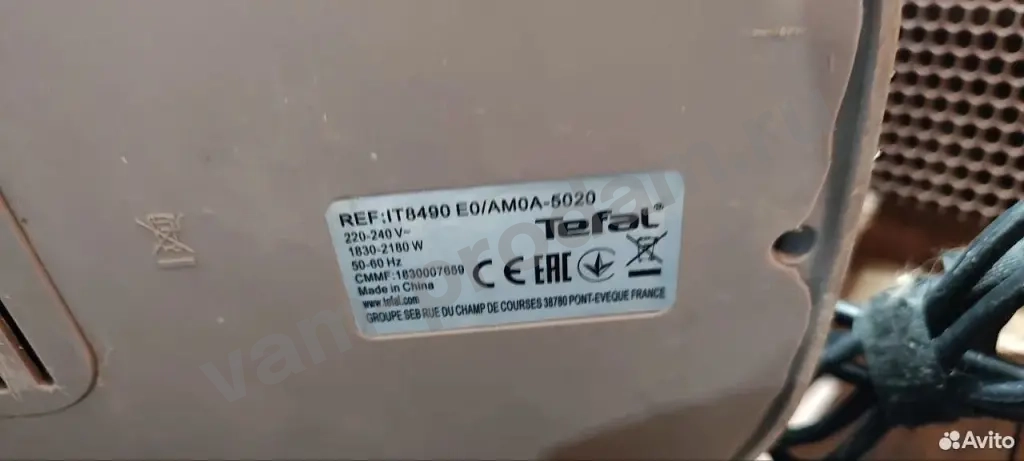 REF:IT8490 E0/AM0A-5020
Tefal®
220-240 V~
1830-2180 W
50-60 Hz
CMMF:1830007669
CE EAC
Made in China
www.tefal.com
GROUPE SEB RUE DU CHAMP DE COURSES 38780 PONT-EVEQUE FRANCE
Avito